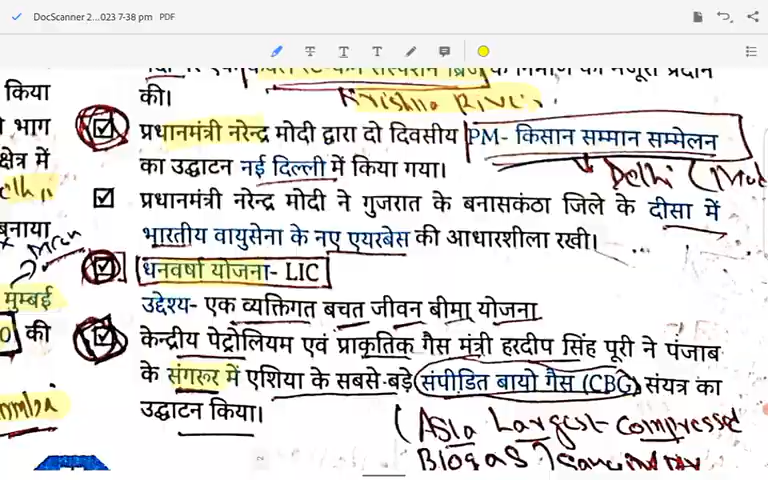 DocScanner 2...023 7-38 pm PDF
किया की।
Krishna River.
भाग प्रधानमंत्री नरेन्द्र मोदी द्वारा दो दिवसीय PM- किसान सम्मान सम्मेलन
क्षेत्र में का उद्घाटन नई दिल्ली में किया गया।
Delhi
प्रधानमंत्री नरेन्द्र मोदी ने गुजरात के बनासकंठा जिले के दीसा में
बनाया भारतीय वायुसेना के नए एयरबेस की आधारशीला रखी।
धनवर्षा योजना- LIC
मुम्बई उद्देश्य- एक व्यक्तिगत बचत जीवन बीमा योजना
की केन्द्रीय पेट्रोलियम एवं प्राकृतिक गैस मंत्री हरदीप सिंह पूरी ने पंजाब
के संगरूर में एशिया के सबसे बड़े संपीडित बायो गैस (CBG) संयत्र का
उद्घाटन किया।
(Asia Largest compressed
Biogas)